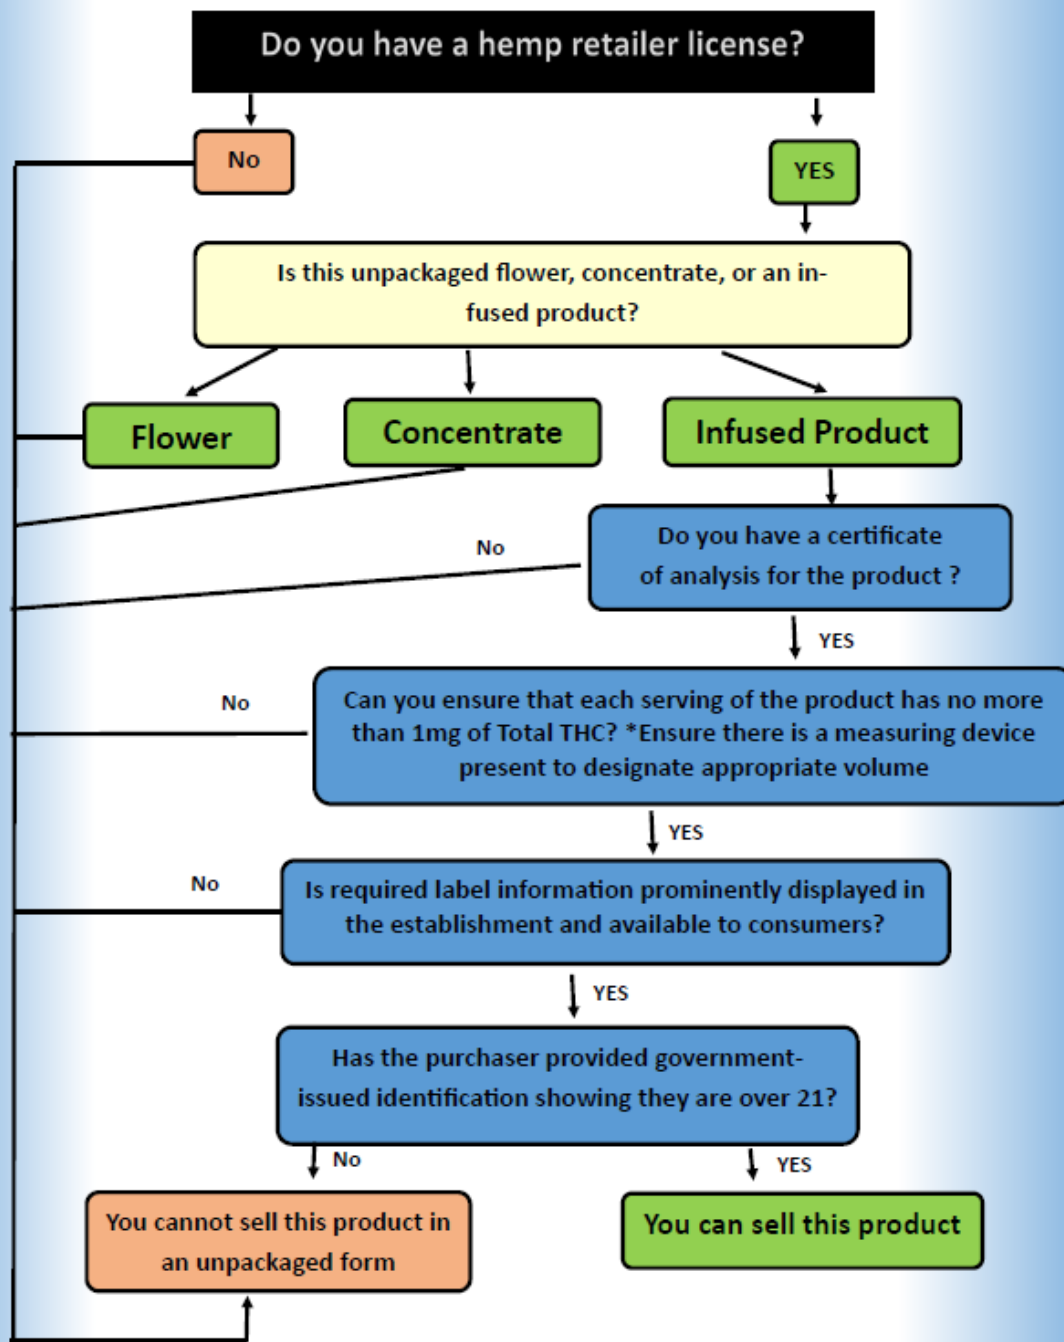 Do you have a hemp retailer license?
No
YES
Is this unpackaged flower, concentrate, or an in-
fused product?
Flower
Concentrate
Infused Product
Do you have a certificate
of analysis for the product ?
No
YES
Can you ensure that each serving of the product has no more
than 1mg of Total THC? *Ensure there is a measuring device
present to designate appropriate volume
No
YES
Is required label information prominently displayed in
the establishment and available to consumers?
No
YES
Has the purchaser provided government-
issued identification showing they are over 21?
No
YES
You cannot sell this product in
an unpackaged form
You can sell this product